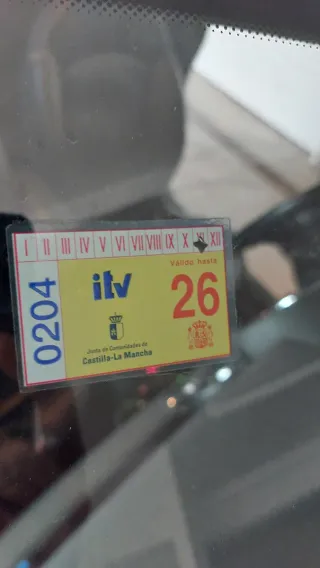 I II III IV V VI VII VIII IX X XI XII
Válido hasta
itv
26
0204
Junta de Comunidades de
Castilla-La Mancha